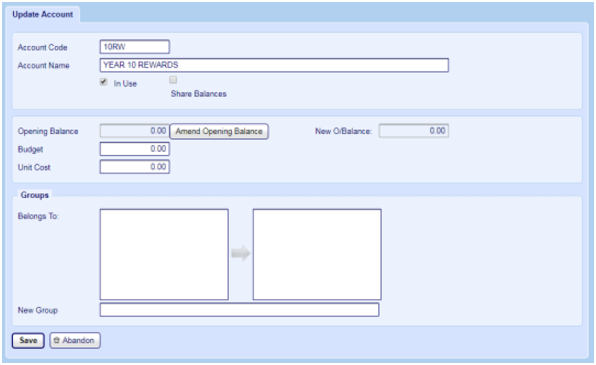 Update Account
Account Code 10RW
Account Name YEAR 10 REWARDS
In Use
Share Balances
Opening Balance 0.00 Amend Opening Balance New O/Balance: 0.00
Budget 0.00
Unit Cost 0.00
Groups
Belongs To:
New Group
Save Abandon